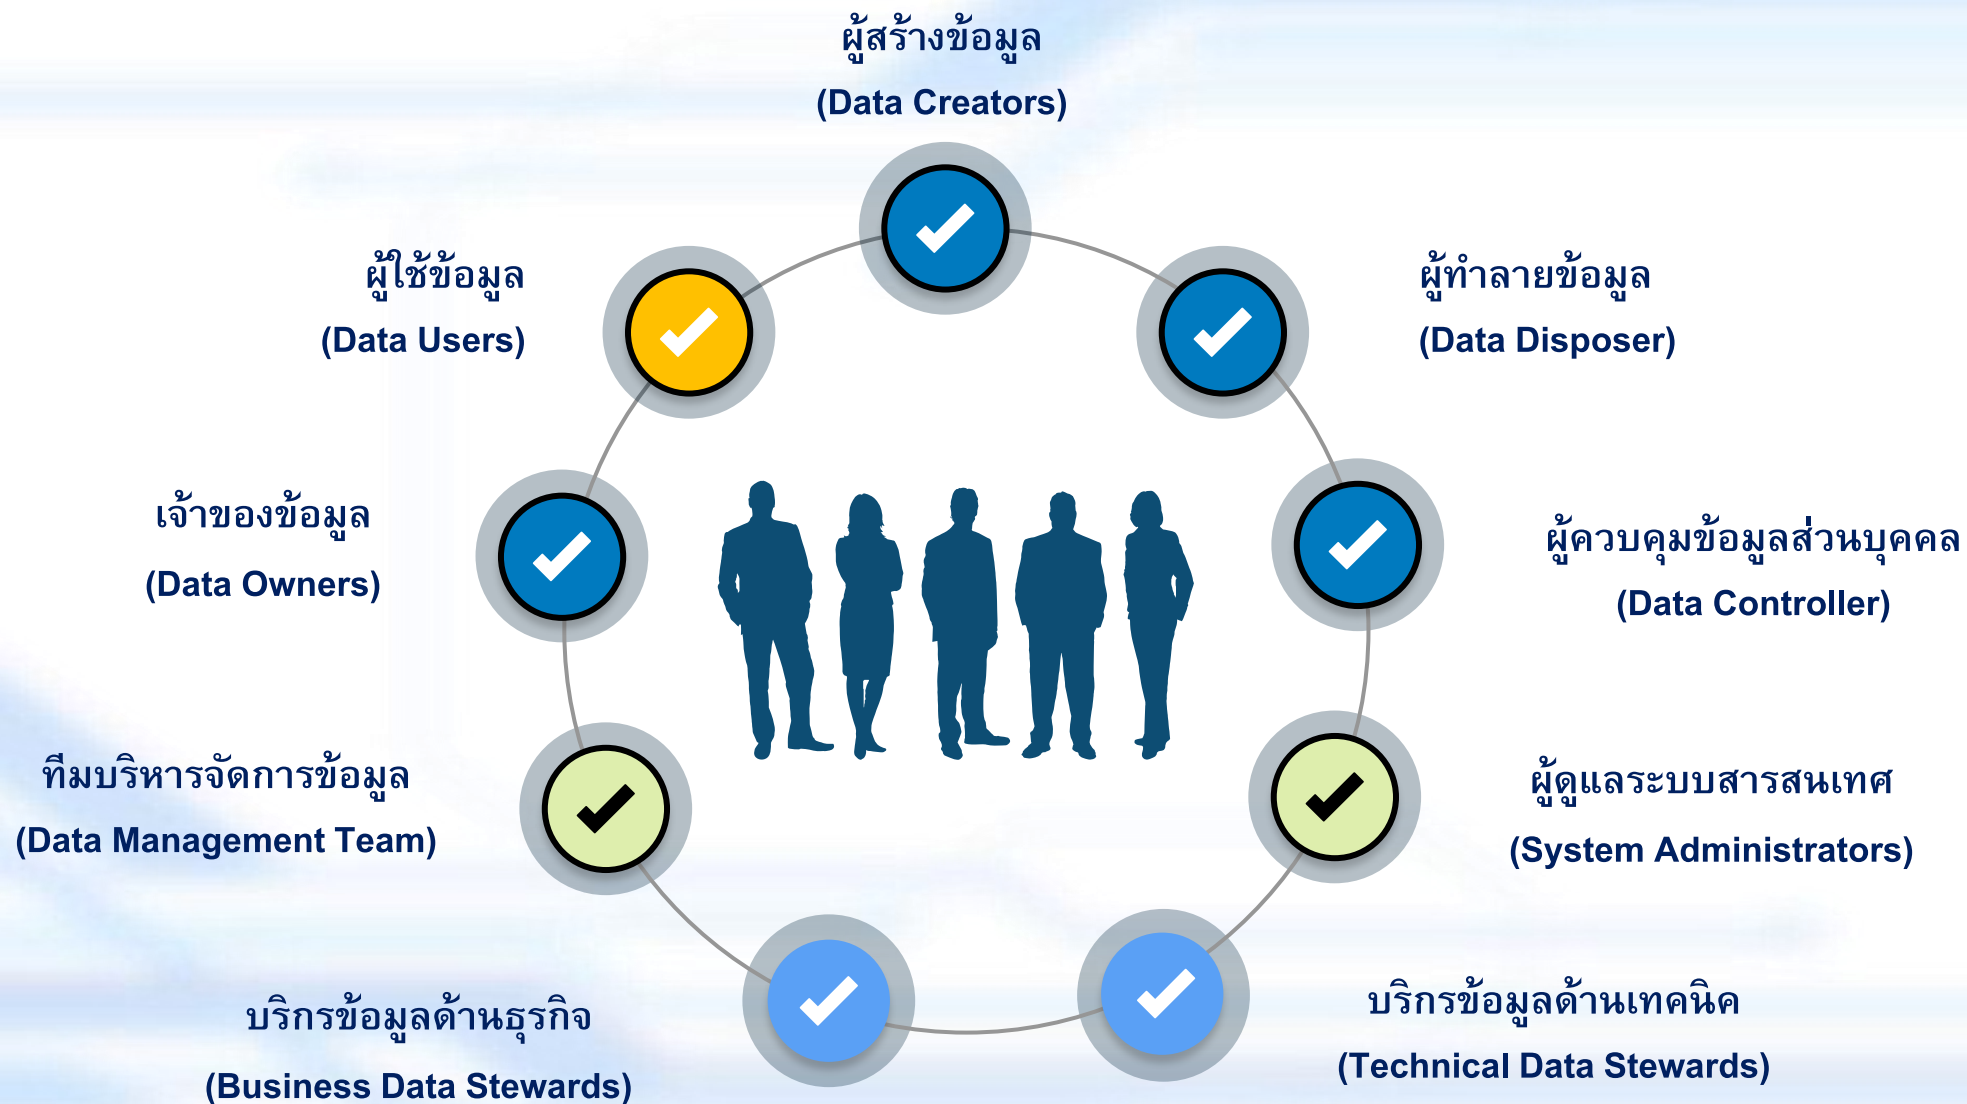 ผู้สร้างข้อมูล
(Data Creators)
ผู้ใช้ข้อมูล
(Data Users)
ผู้ทำลายข้อมูล
(Data Disposer)
เจ้าของข้อมูล
(Data Owners)
ผู้ควบคุมข้อมูลส่วนบุคคล
(Data Controller)
ทีมบริหารจัดการข้อมูล
(Data Management Team)
ผู้ดูแลระบบสารสนเทศ
(System Administrators)
บริกรข้อมูลด้านธุรกิจ
(Business Data Stewards)
บริกรข้อมูลด้านเทคนิค
(Technical Data Stewards)